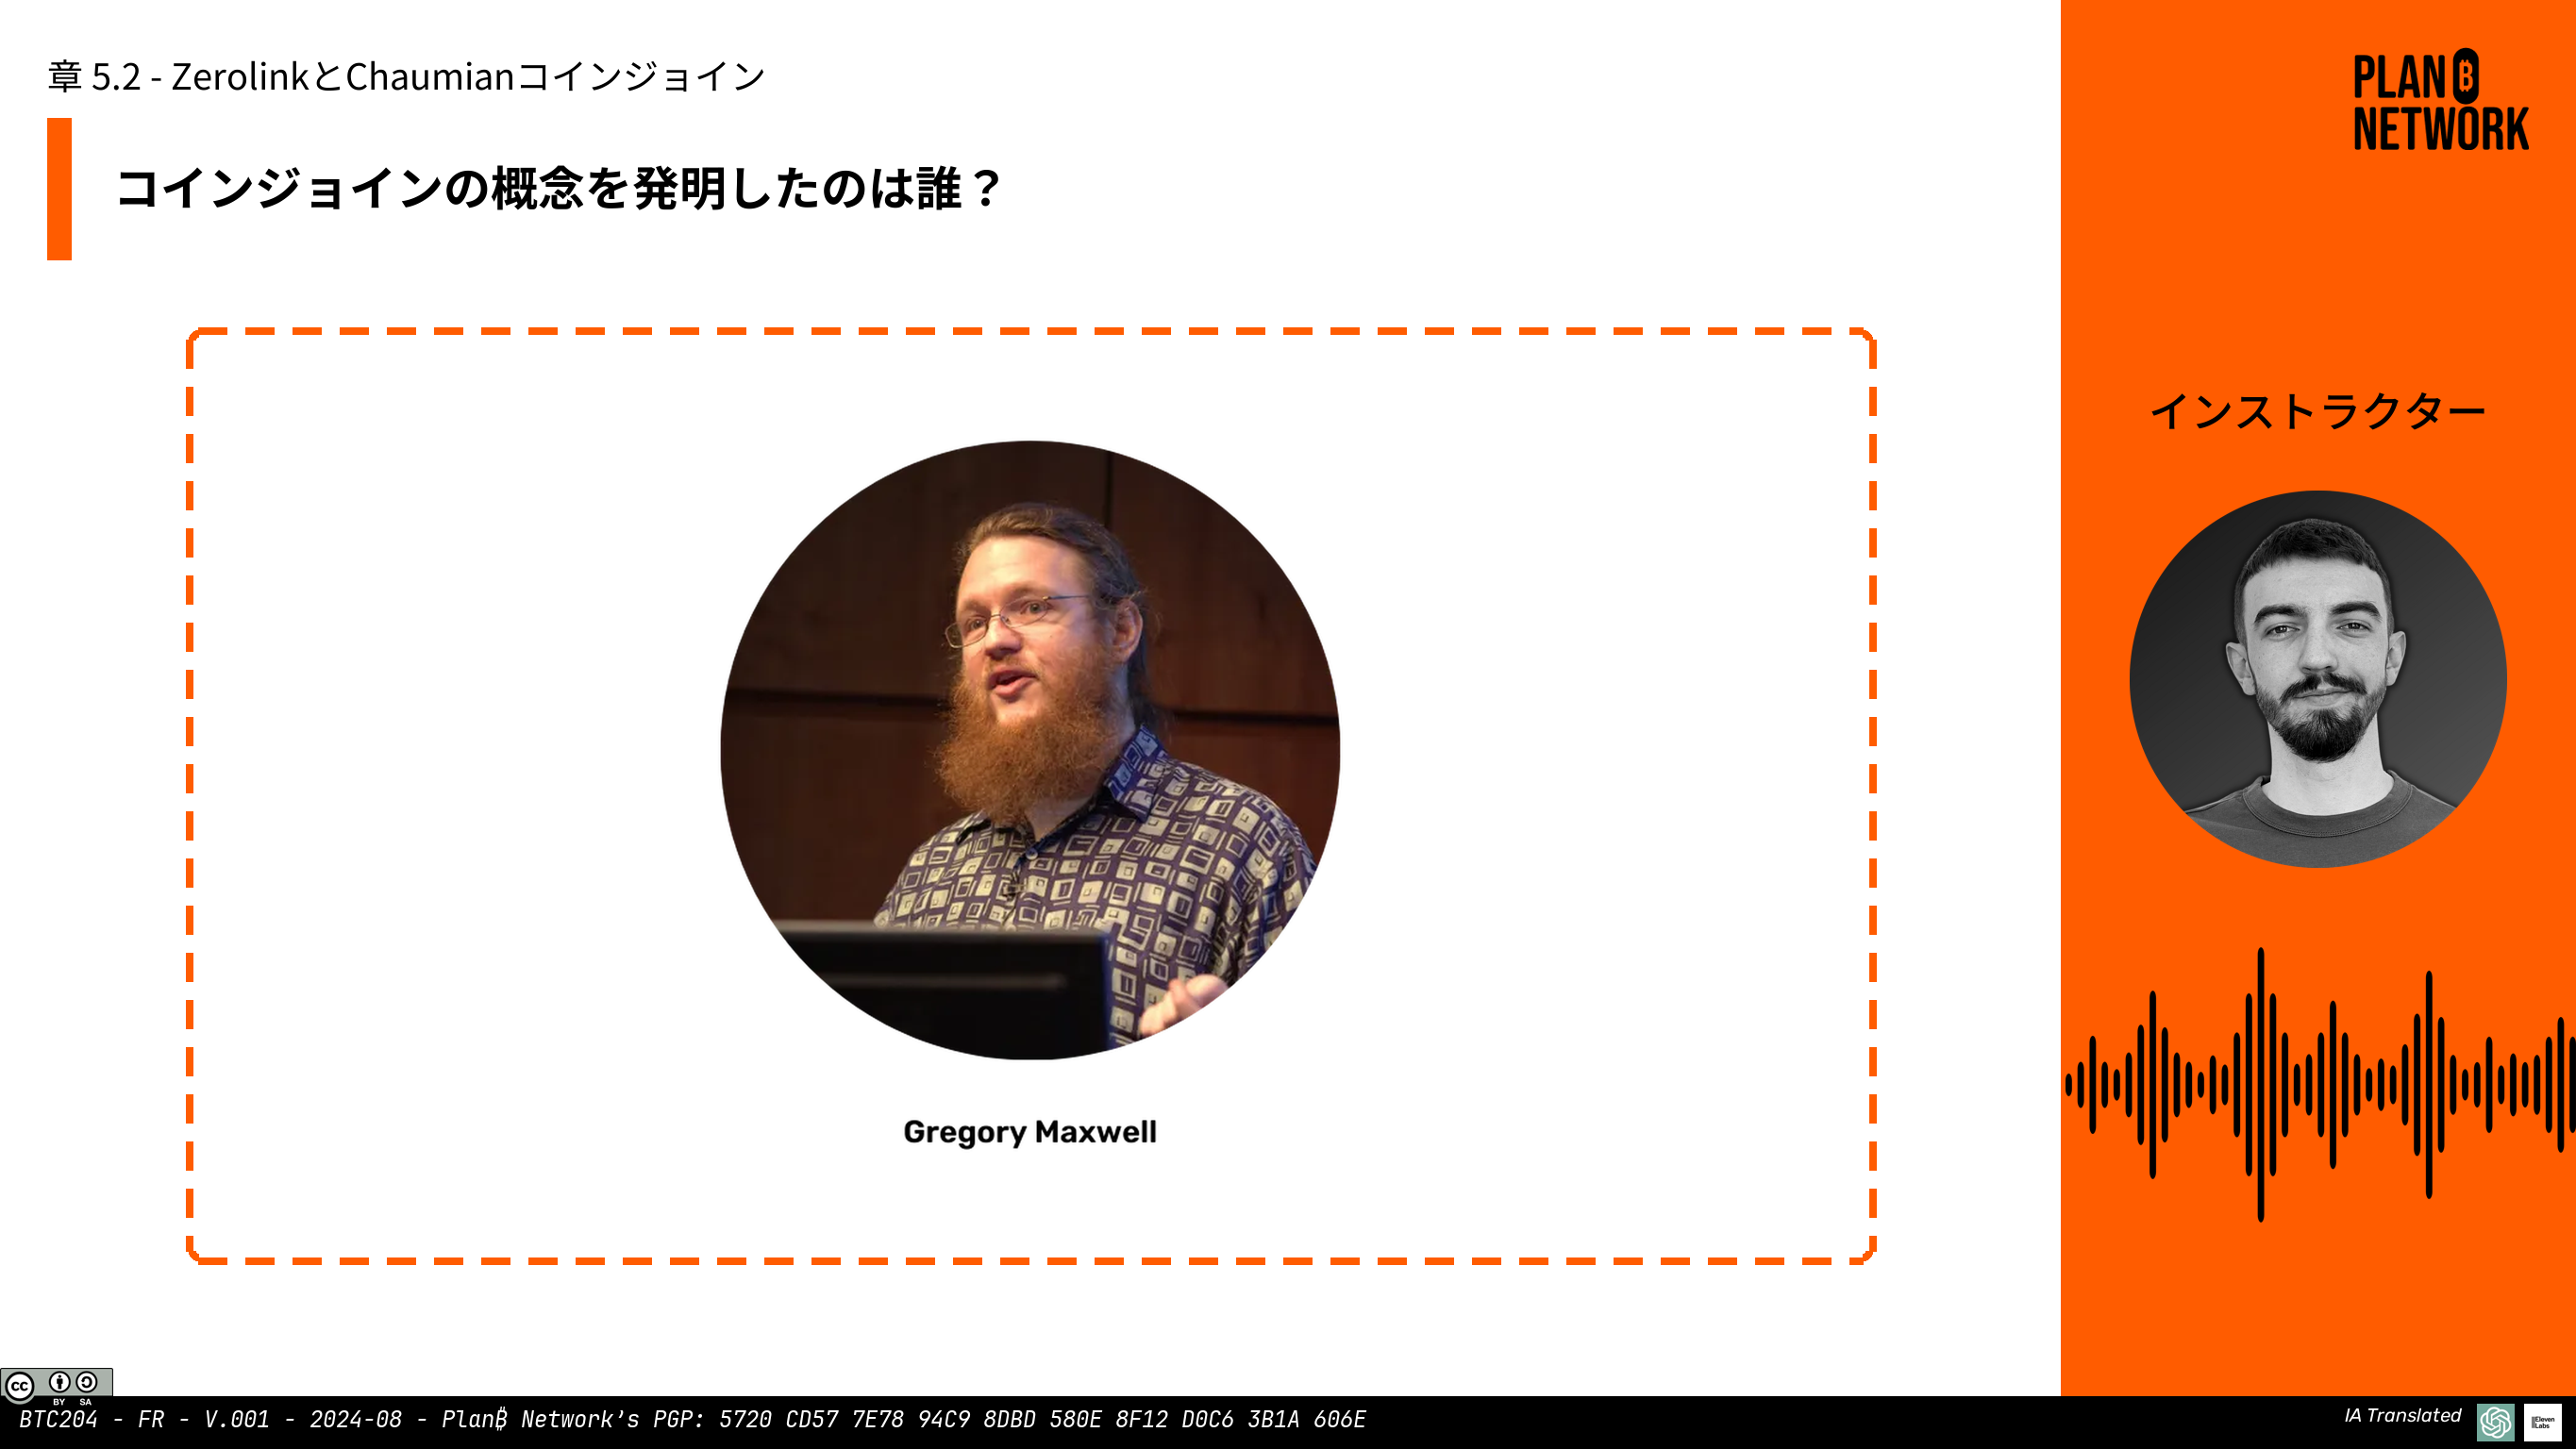 章 5.2 - ZerolinkとChaumianコインジョイン
コインジョインの概念を発明したのは誰？
Gregory Maxwell
PLAN ₿
NETWORK
インストラクター
CC BY SA
BTC204 - FR - V.001 - 2024-08 - Plan₿ Network's PGP: 5720 CD57 7E78 94C9 8DBD 580E 8F12 D0C6 3B1A 606E
IA Translated
ElevenLabs